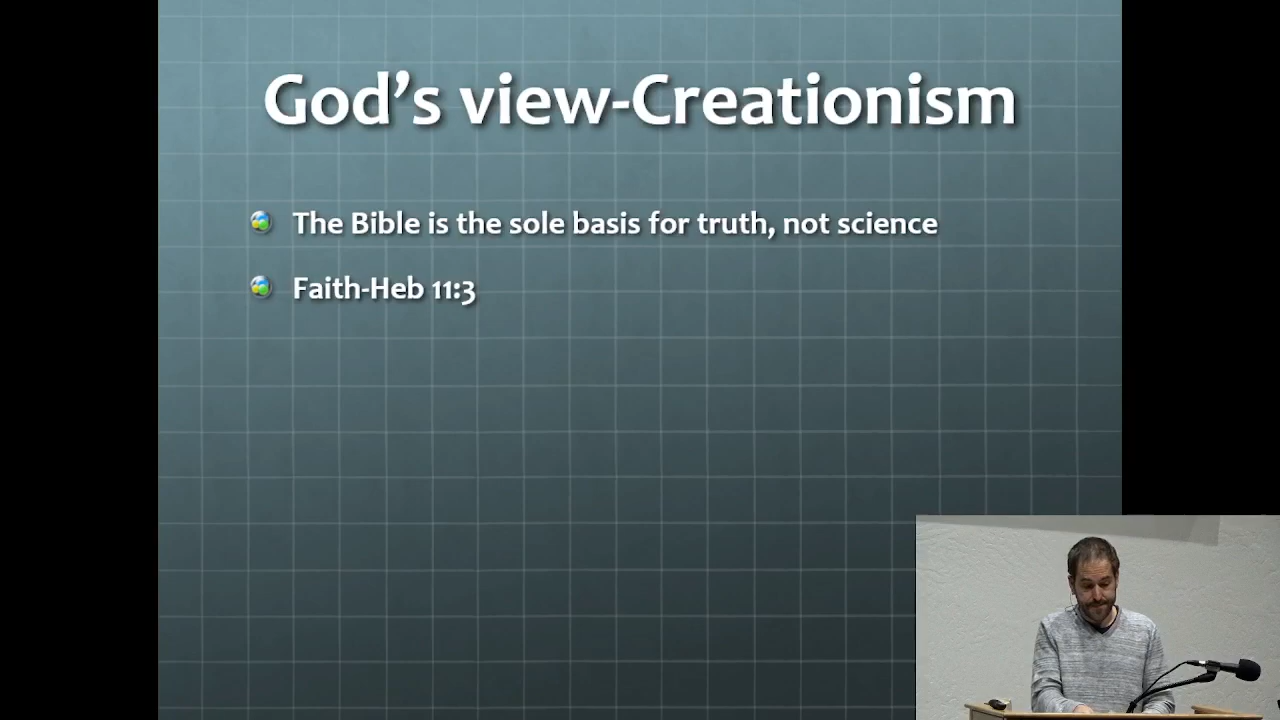 God's view-Creationism
The Bible is the sole basis for truth, not science
Faith-Heb 11:3